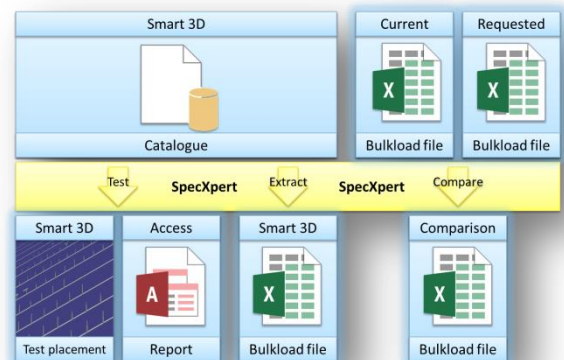 Smart 3D
Current
Requested
X
X
Catalogue
Bulkload file
Bulkload file
Test
SpecXpert
Extract
SpecXpert
Compare
Smart 3D
Access
Smart 3D
Comparison
A
X
X
Test placement
Report
Bulkload file
Bulkload file